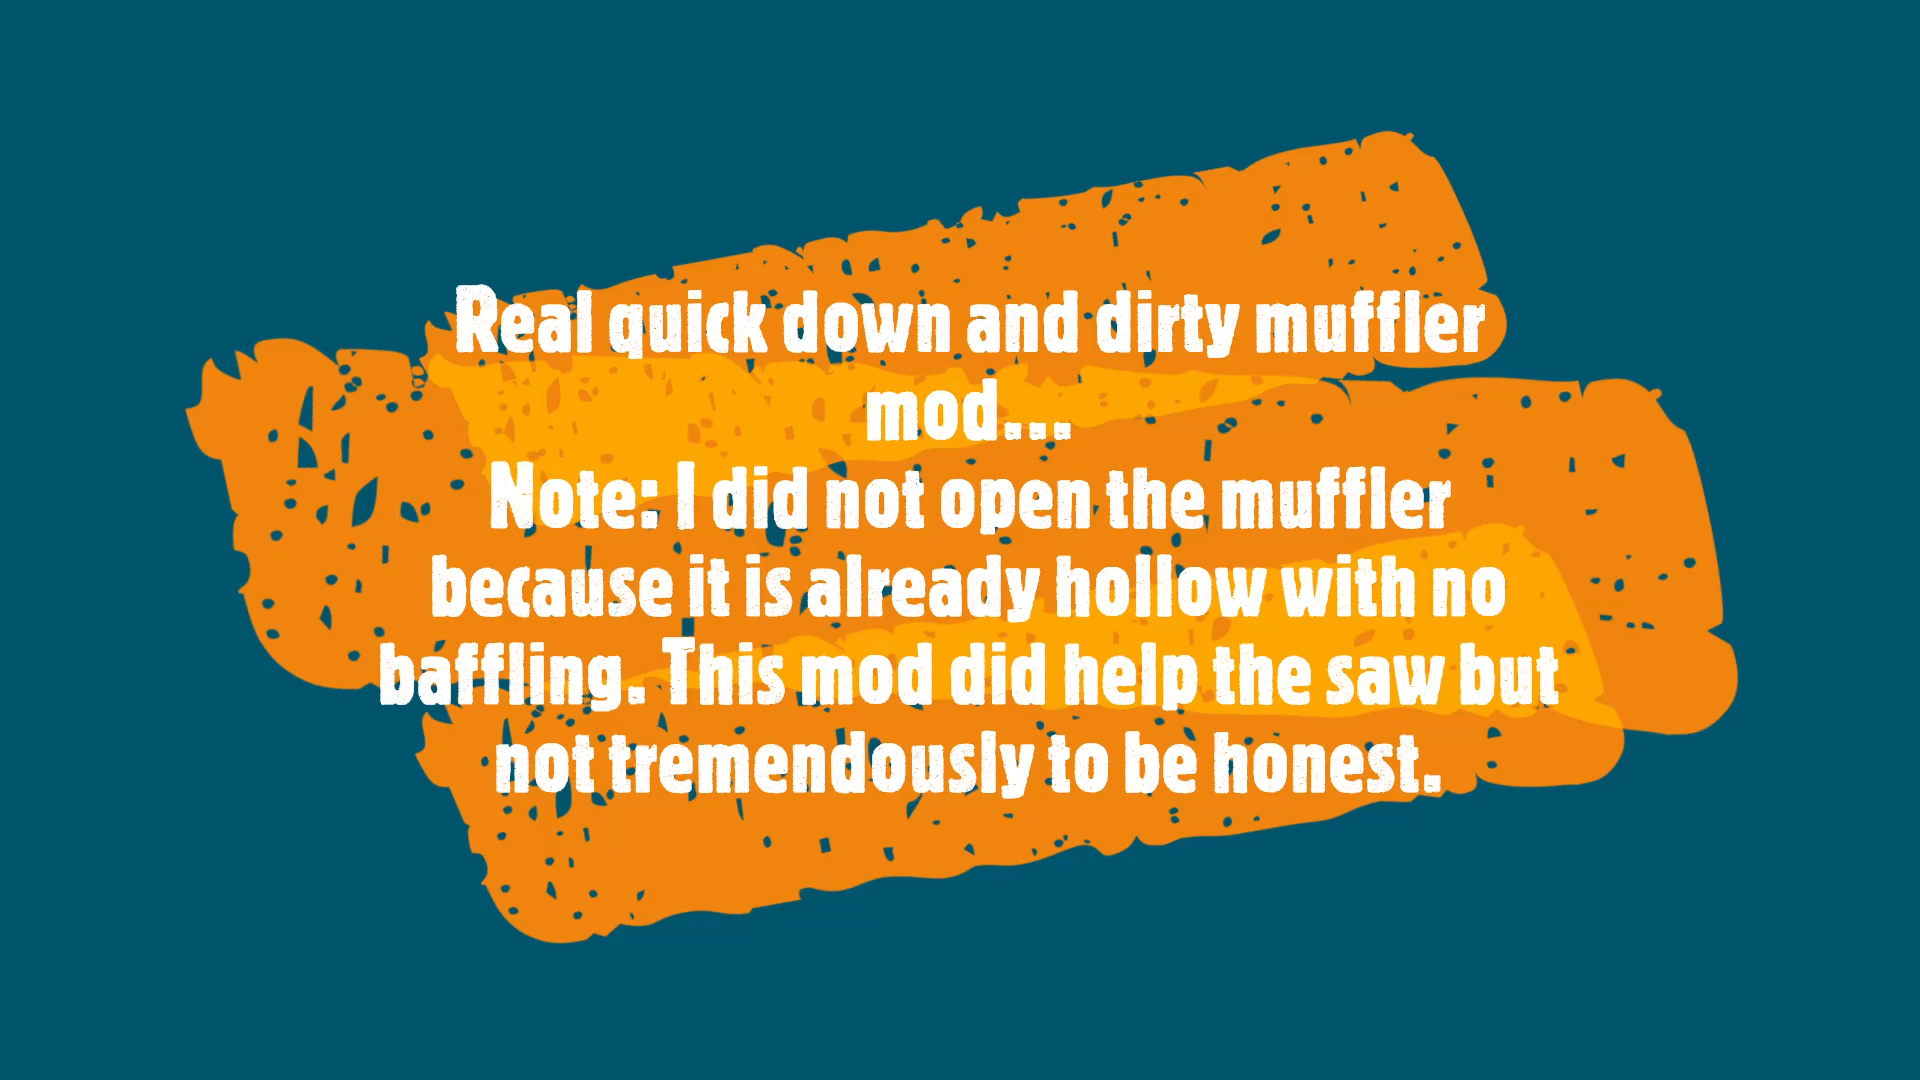 Real quick down and dirty muffler
mod...
Note: I did not open the muffler
because it is already hollow with no
baffling. This mod did help the saw but
not tremendously to be honest.